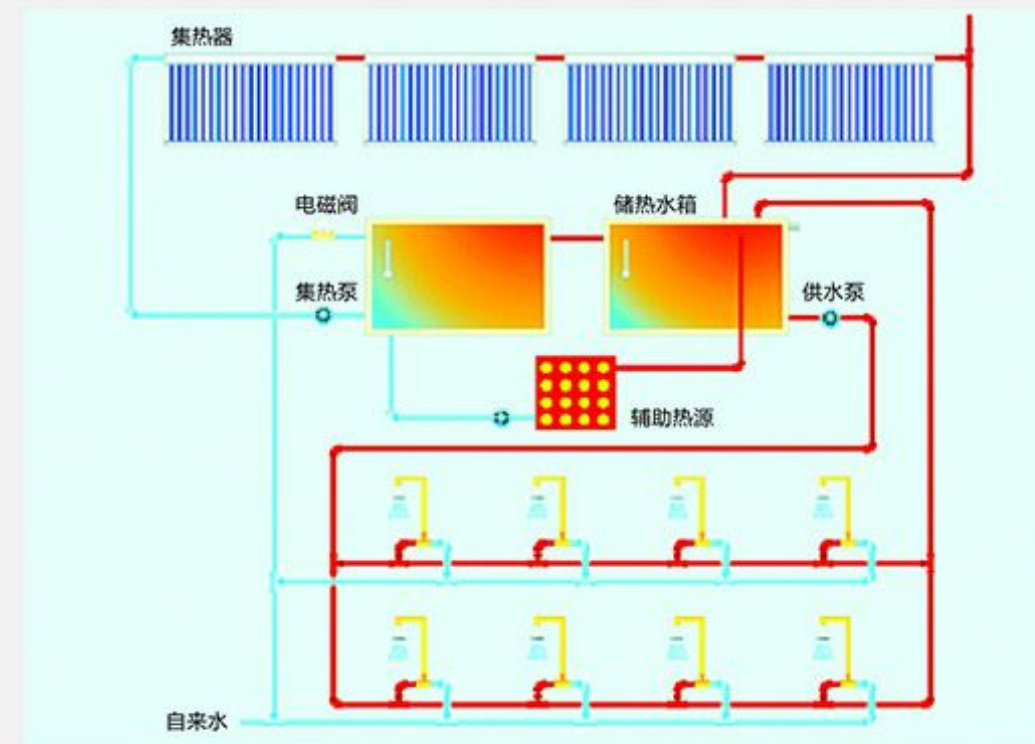 集热器
电磁阀
储热水箱
集热泵
供水泵
辅助热源
自来水